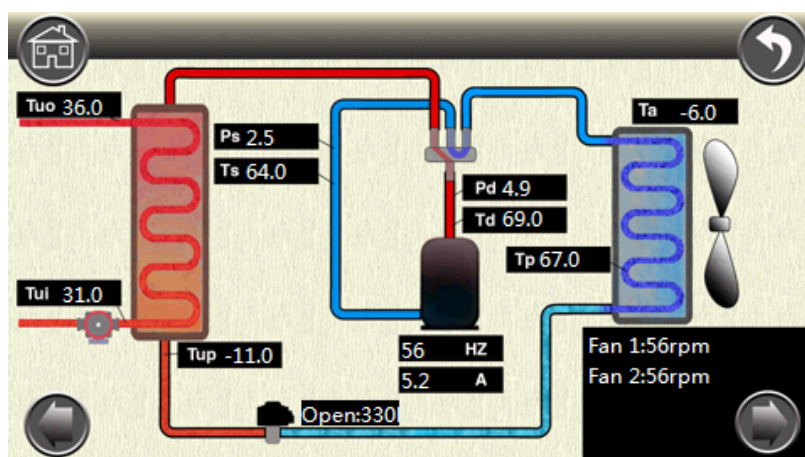 Tuo 36.0
Ta -6.0
Ps 2.5
Ts 64.0
Pd 4.9
Td 69.0
Tp 67.0
Tui 31.0
Tup -11.0
56 HZ
5.2 A
Fan 1:56rpm
Fan 2:56rpm
Open:330